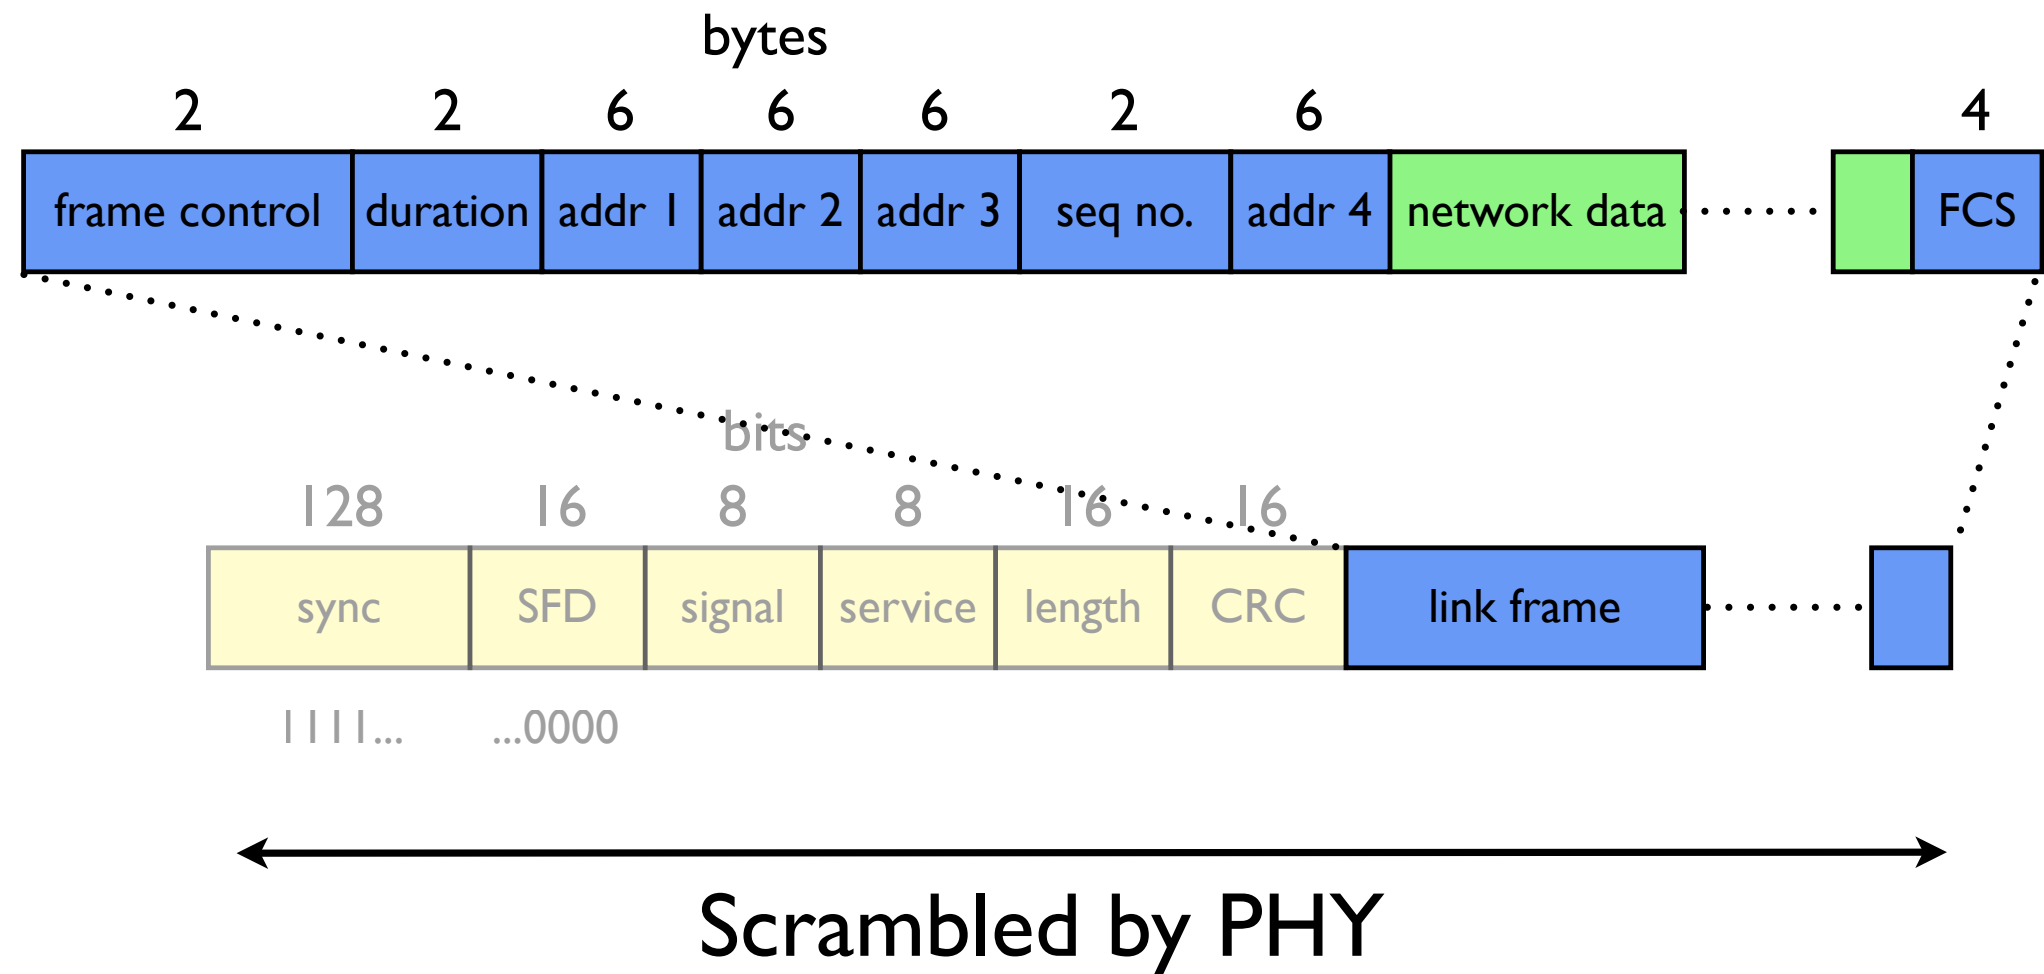 bytes
2 2 6 6 6 2 6 4
frame control duration addr 1 addr 2 addr 3 seq no. addr 4 network data FCS
bits
128 16 8 8 16 16
sync SFD signal service length CRC link frame
1111... ...0000
Scrambled by PHY